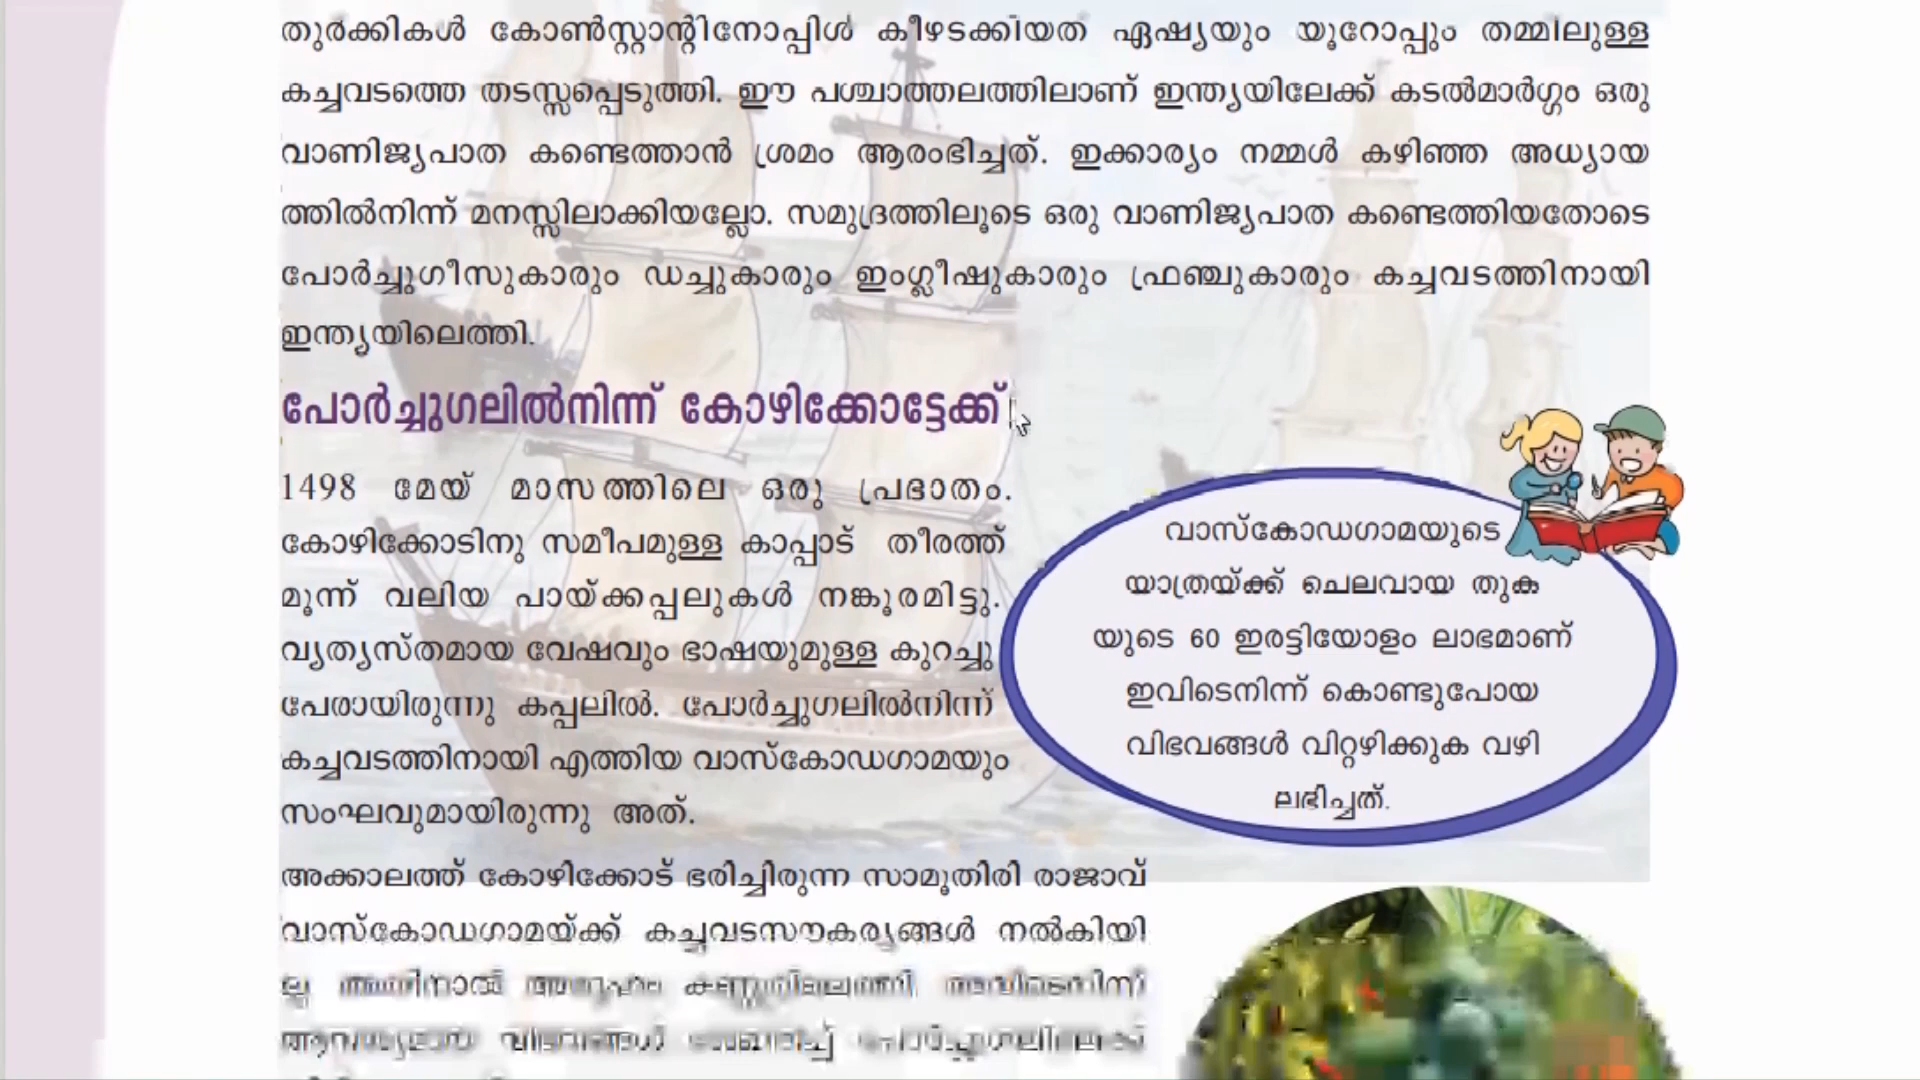 തുർക്കികൾ കോൺസ്റ്റാന്റിനോപ്പിൾ കീഴടക്കിയത് ഏഷ്യയും യൂറോപ്പും തമ്മിലുള്ള
കച്ചവടത്തെ തടസ്സപ്പെടുത്തി. ഈ പശ്ചാത്തലത്തിലാണ് ഇന്ത്യയിലേക്ക് കടൽമാർഗ്ഗം ഒരു
വാണിജ്യപാത കണ്ടെത്താൻ ശ്രമം ആരംഭിച്ചത്. ഇക്കാര്യം നമ്മൾ കഴിഞ്ഞ അധ്യായ
ത്തിൽനിന്ന് മനസ്സിലാക്കിയല്ലോ. സമുദ്രത്തിലൂടെ ഒരു വാണിജ്യപാത കണ്ടെത്തിയതോടെ
പോർച്ചുഗീസുകാരും ഡച്ചുകാരും ഇംഗ്ലീഷുകാരും ഫ്രഞ്ചുകാരും കച്ചവടത്തിനായി
ഇന്ത്യയിലെത്തി.
പോർച്ചുഗലിൽനിന്ന് കോഴിക്കോട്ടേക്ക്
1498 മേയ് മാസത്തിലെ ഒരു പ്രഭാതം.
കോഴിക്കോടിനു സമീപമുള്ള കാപ്പാട് തീരത്ത്
മൂന്ന് വലിയ പായ്ക്കപ്പലുകൾ നങ്കൂരമിട്ടു.
വ്യത്യസ്തമായ വേഷവും ഭാഷയുമുള്ള കുറച്ചു
പേരായിരുന്നു കപ്പലിൽ. പോർച്ചുഗലിൽനിന്ന്
കച്ചവടത്തിനായി എത്തിയ വാസ്കോഡഗാമയും
സംഘവുമായിരുന്നു അത്.
വാസ്കോഡഗാമയുടെ
യാത്രയ്ക്ക് ചെലവായ തുക
യുടെ 60 ഇരട്ടിയോളം ലാഭമാണ്
ഇവിടെനിന്ന് കൊണ്ടുപോയ
വിഭവങ്ങൾ വിറ്റഴിക്കുക വഴി
ലഭിച്ചത്.
അക്കാലത്ത് കോഴിക്കോട് ഭരിച്ചിരുന്ന സാമൂതിരി രാജാവ്
വാസ്കോഡഗാമയ്ക്ക് കച്ചവടസൗകര്യങ്ങൾ നൽകിയി
ല്ല അതിനാൽ അദ്ദേഹം കണ്ണൂരിലെത്തി